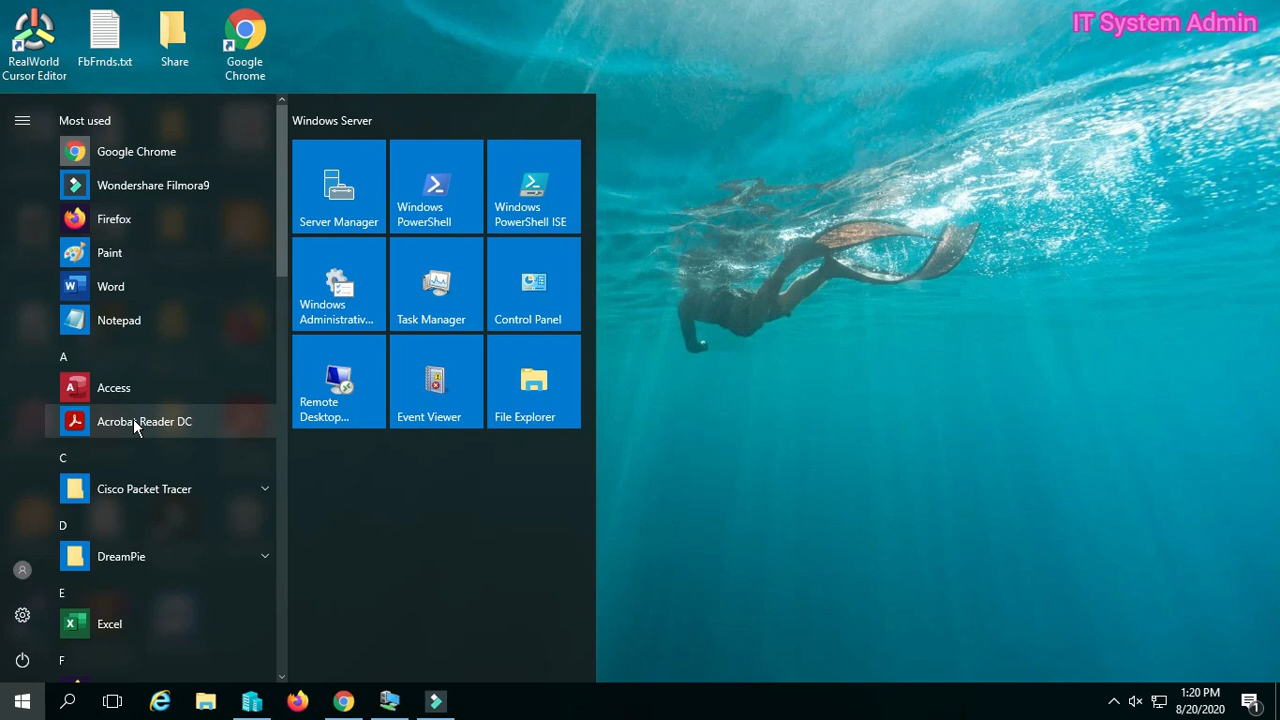 IT System Admin
RealWorld
Cursor Editor
FbFrnds.txt
Share
Google
Chrome
Most used
Google Chrome
Wondershare Filmora9
Firefox
Paint
Word
Notepad
A
Access
Acrobat Reader DC
C
Cisco Packet Tracer
D
DreamPie
E
Excel
F
Windows Server
Server Manager
Windows
PowerShell
Windows
PowerShell ISE
Windows
Administrativ...
Task Manager
Control Panel
Remote
Desktop...
Event Viewer
File Explorer
1:20 PM
8/20/2020
1